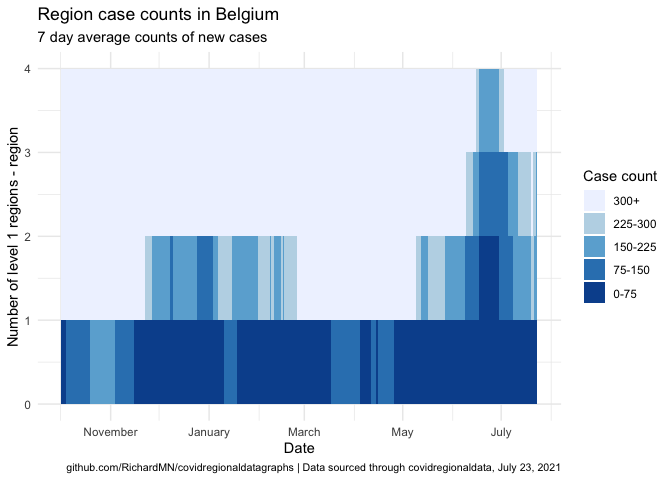 Region case counts in Belgium
7 day average counts of new cases
Number of level 1 regions - region
4
3
2
1
0
November
January
March
May
July
Date
Case count
300+
225-300
150-225
75-150
0-75
github.com/RichardMN/covidregionaldatagraphs | Data sourced through covidregionaldata, July 23, 2021